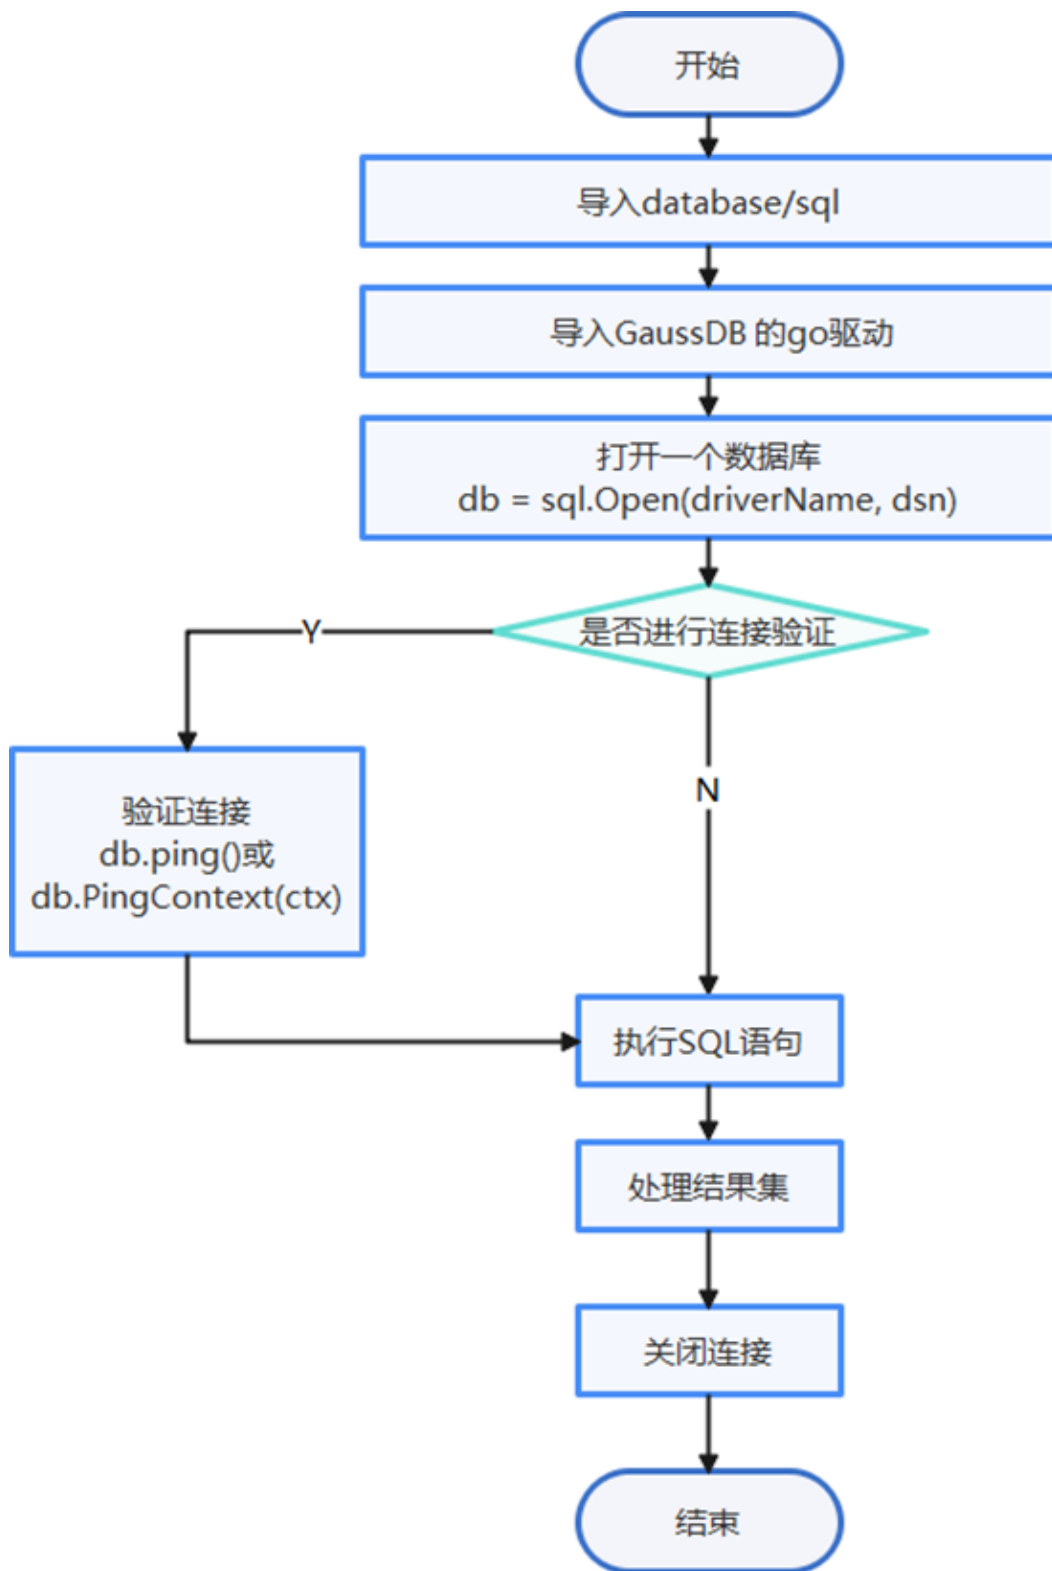 开始
导入database/sql
导入GaussDB 的go驱动
打开一个数据库
db = sql.Open(driverName, dsn)
是否进行连接验证
Y
N
验证连接
db.ping()或
db.PingContext(ctx)
执行SQL语句
处理结果集
关闭连接
结束